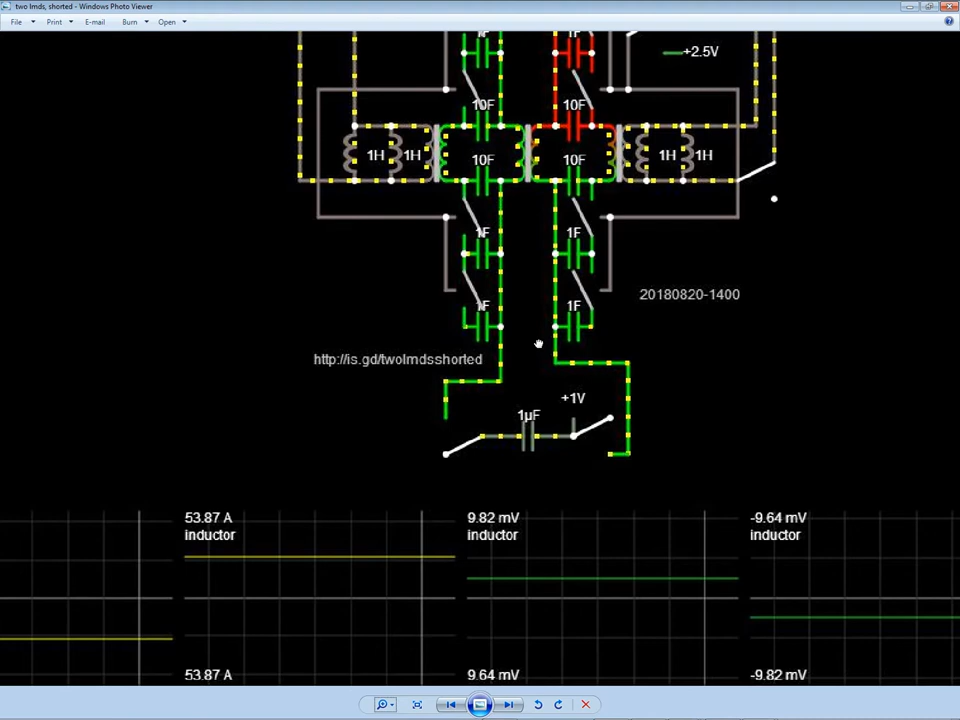 two lmds, shorted - Windows Photo Viewer
File Print E-mail Burn Open
1F 1F +2.5V
10F 10F
1H 1H 10F 10F 1H 1H
1F 1F
20180820-1400
1F 1F
http://is.gd/twolmdsshorted
+1V
1µF
53.87 A
inductor
9.82 mV
inductor
-9.64 mV
inductor
53.87 A
9.64 mV
-9.82 mV